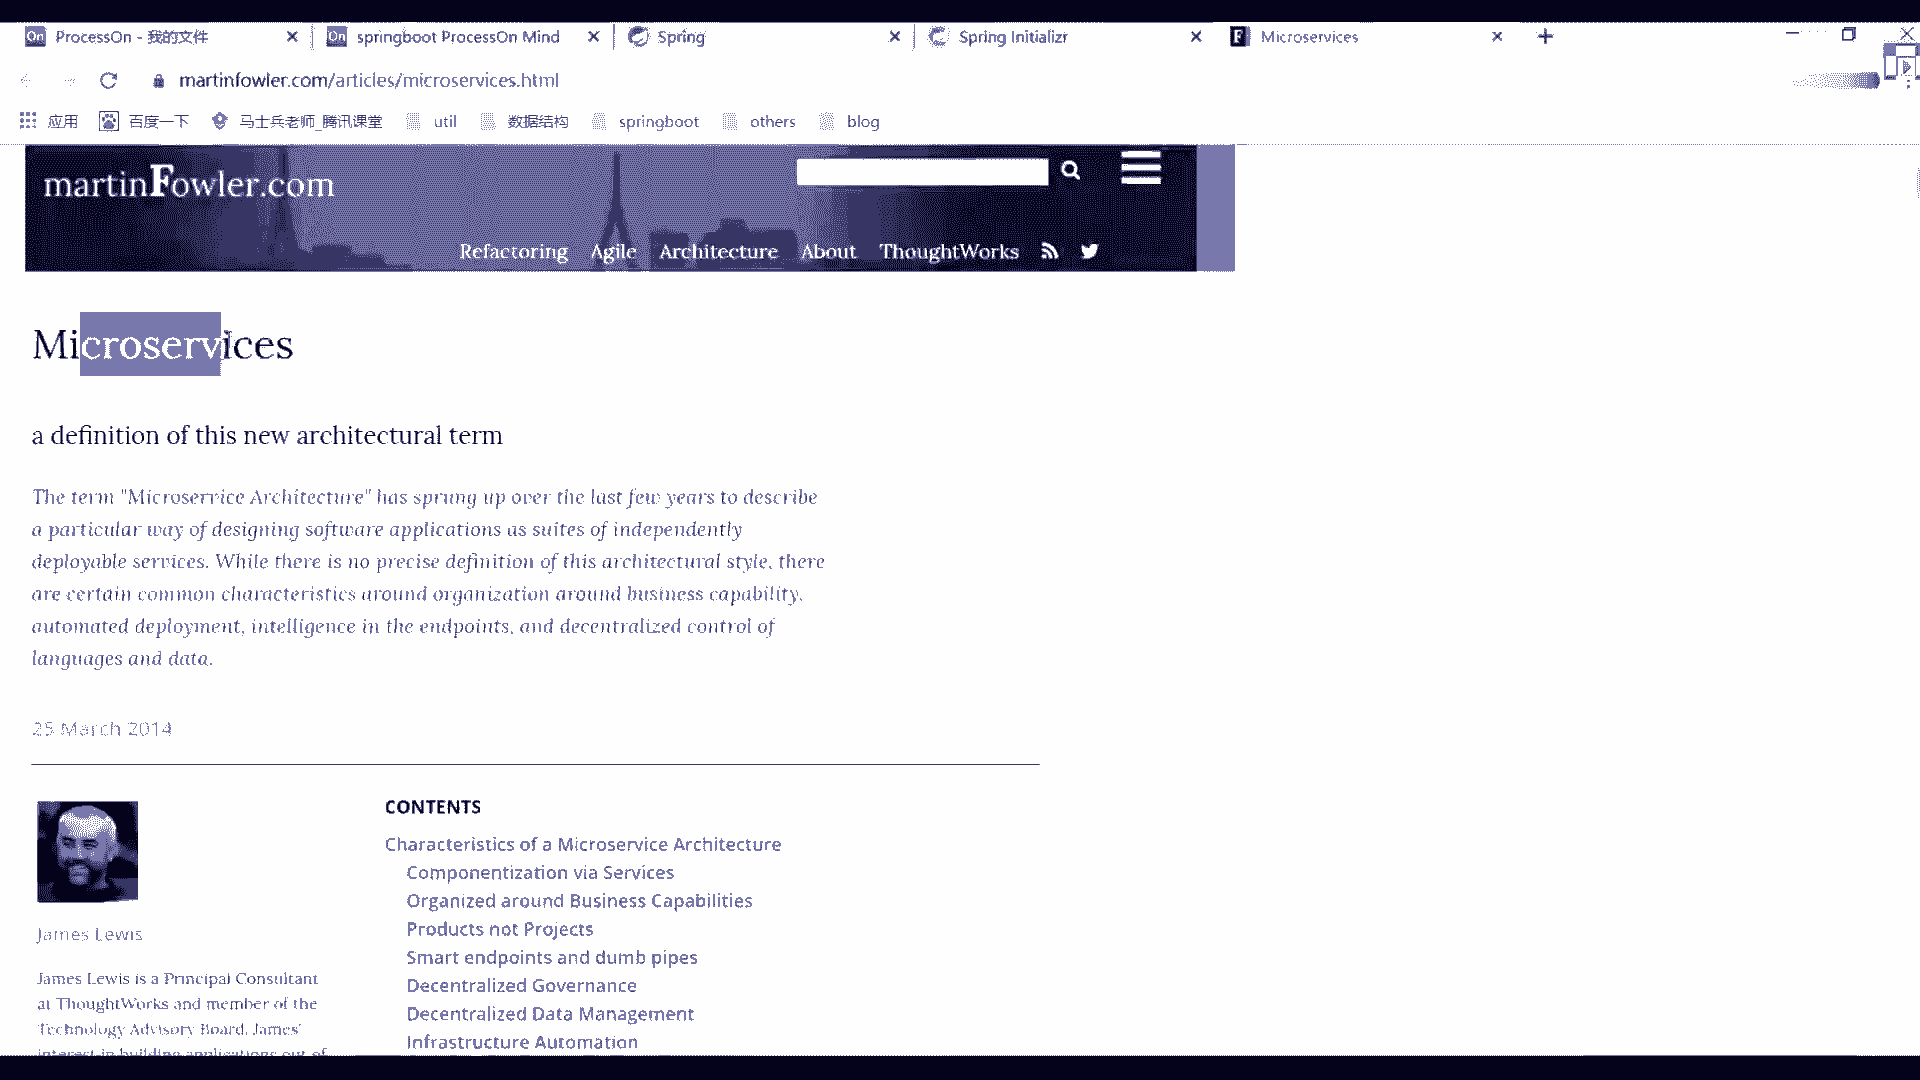 ProcessOn - 我的文件
springboot ProcessOn Mind
Spring
Spring Initializr
Microservices
martinfowler.com/articles/microservices.html
应用
百度一下
马士兵老师_腾讯课堂
util
数据结构
springboot
others
blog
martinFowler.com
Refactoring Agile Architecture About ThoughtWorks
Microservices
a definition of this new architectural term
The term "Microservice Architecture" has sprung up over the last few years to describe
a particular way of designing software applications as suites of independently
deployable services. While there is no precise definition of this architectural style, there
are certain common characteristics around organization around business capability,
automated deployment, intelligence in the endpoints, and decentralized control of
languages and data.
25 March 2014
James Lewis
James Lewis is a Principal Consultant
at ThoughtWorks and member of the
Technology Advisory Board. James'
interest in building applications out of
CONTENTS
Characteristics of a Microservice Architecture
Componentization via Services
Organized around Business Capabilities
Products not Projects
Smart endpoints and dumb pipes
Decentralized Governance
Decentralized Data Management
Infrastructure Automation